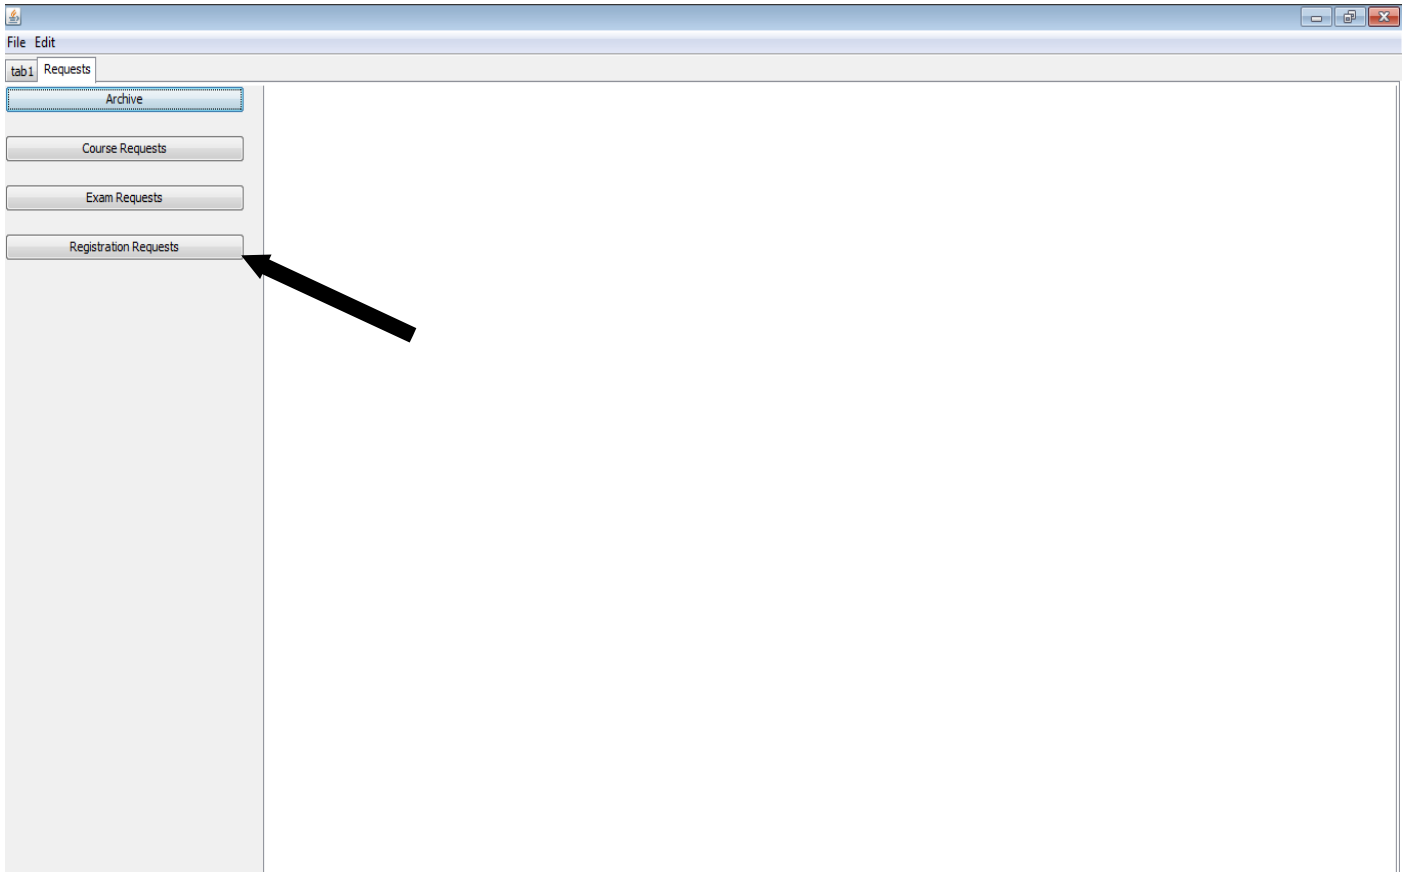 File Edit
tab1 Requests
Archive
Course Requests
Exam Requests
Registration Requests